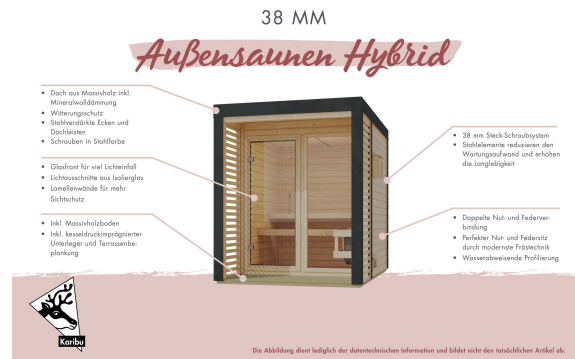 38 MM
Außensaunen Hybrid
• Dach aus Massivholz inkl.
Mineralwolldämmung
• Witterungsschutz
• Stahlverstärkte Ecken und
Dachleisten
• Schrauben in Stahlfarbe
• Glasfront für viel Lichteinfall
• Lichtausschnitte aus Isolierglas
• Lamellenwände für mehr
Sichtschutz
• Inkl. Massivholzboden
• Inkl. kesseldruckimprägnierter
Unterleger und Terrassenbe-
plankung
• 38 mm Steck-Schraubsystem
• Stahlelemente reduzieren den
Wartungsaufwand und erhöhen
die Langlebigkeit
• Doppelte Nut- und Federver-
bindung
• Perfekter Nut- und Federsitz
durch modernste Frästechnik
• Wasserabweisende Profilierung
Karibu
Die Abbildung dient lediglich der datentechnischen Information und bildet nicht den tatsächlichen Artikel ab.